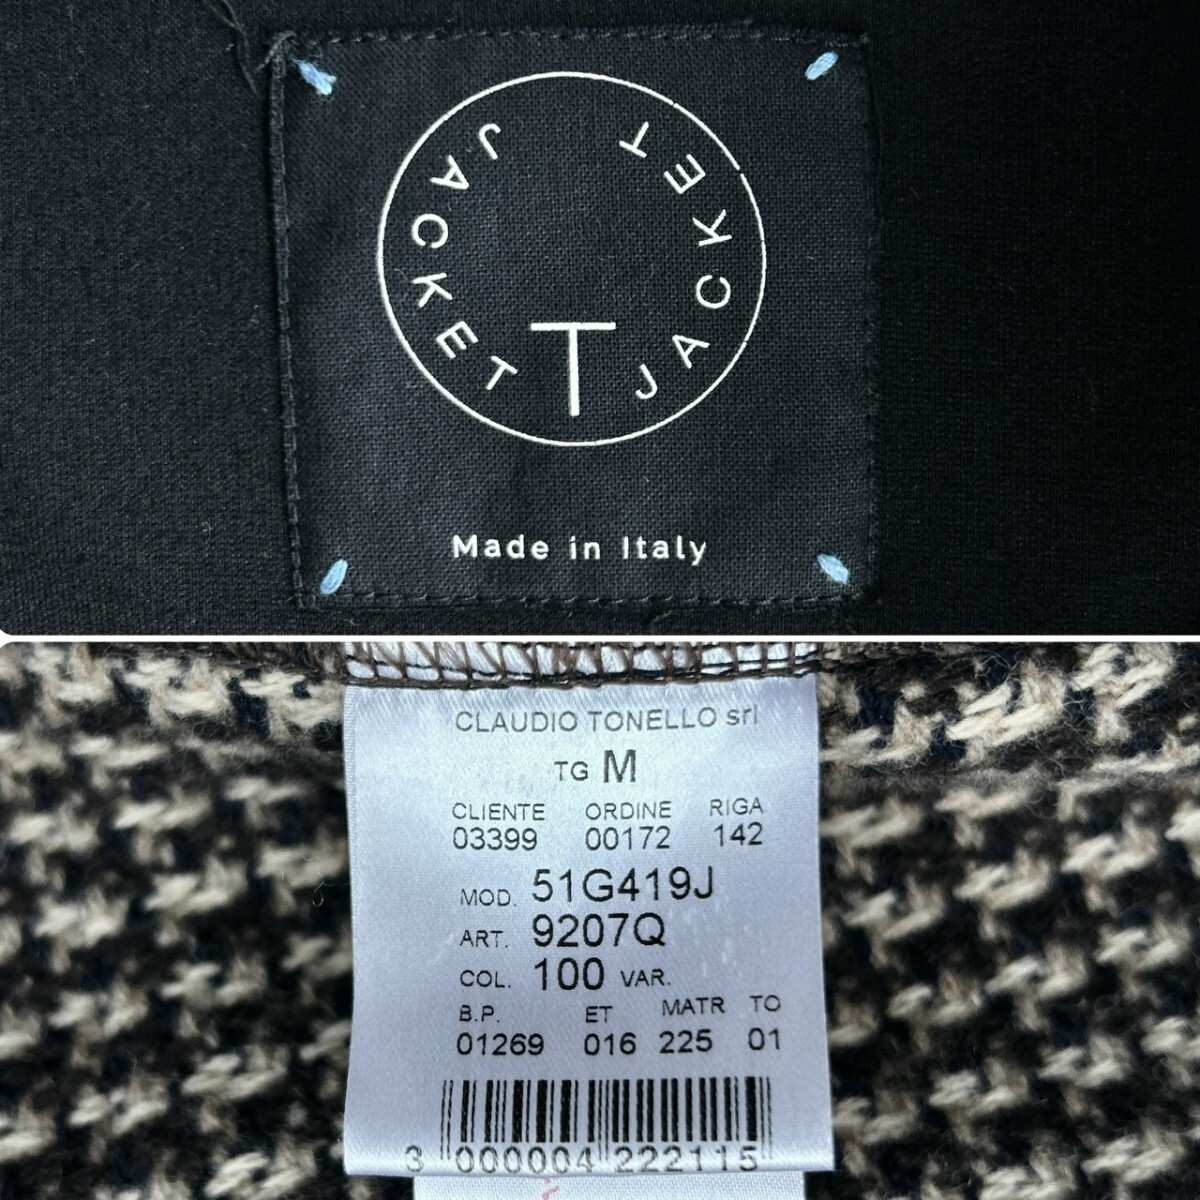 JACKET
T
JACKET
Made in Italy
CLAUDIO TONELLO srl
TG M
CLIENTE ORDINE RIGA
03399 00172 142
MOD. 51G419J
ART. 9207Q
COL. 100 VAR.
B.P. ET MATR TO
01269 016 225 01
3 000004 222115